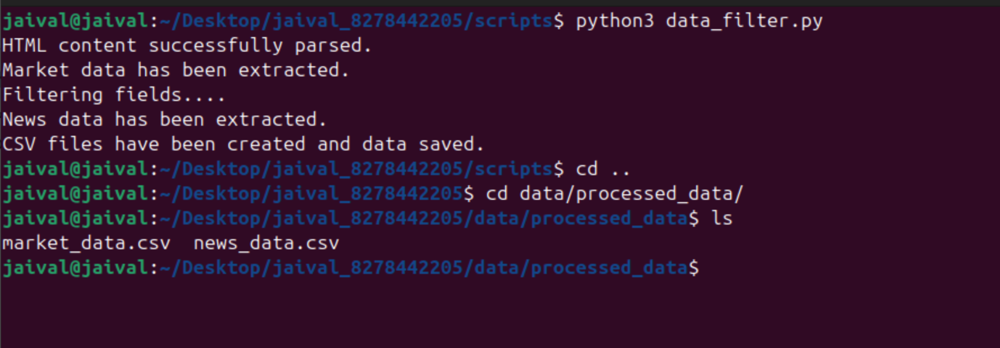 jaival@jaival:~/Desktop/jaival_8278442205/scripts$ python3 data_filter.py
HTML content successfully parsed.
Market data has been extracted.
Filtering fields....
News data has been extracted.
CSV files have been created and data saved.
jaival@jaival:~/Desktop/jaival_8278442205/scripts$ cd ..
jaival@jaival:~/Desktop/jaival_8278442205$ cd data/processed_data/
jaival@jaival:~/Desktop/jaival_8278442205/data/processed_data$ ls
market_data.csv  news_data.csv
jaival@jaival:~/Desktop/jaival_8278442205/data/processed_data$